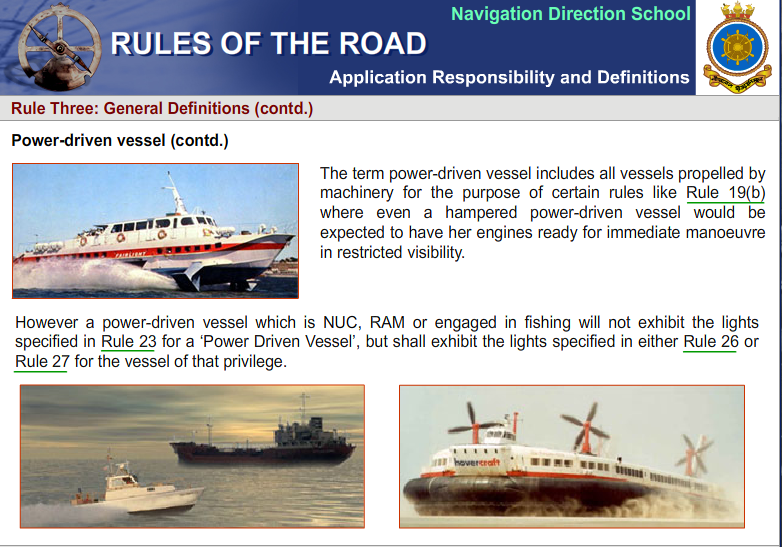 Navigation Direction School
RULES OF THE ROAD
Application Responsibility and Definitions
Rule Three: General Definitions (contd.)
Power-driven vessel (contd.)
The term power-driven vessel includes all vessels propelled by
machinery for the purpose of certain rules like Rule 19(b)
where even a hampered power-driven vessel would be
expected to have her engines ready for immediate manoeuvre
in restricted visibility.
FAIRLIGHT
However a power-driven vessel which is NUC, RAM or engaged in fishing will not exhibit the lights
specified in Rule 23 for a ‘Power Driven Vessel’, but shall exhibit the lights specified in either Rule 26 or
Rule 27 for the vessel of that privilege.
hovercraft